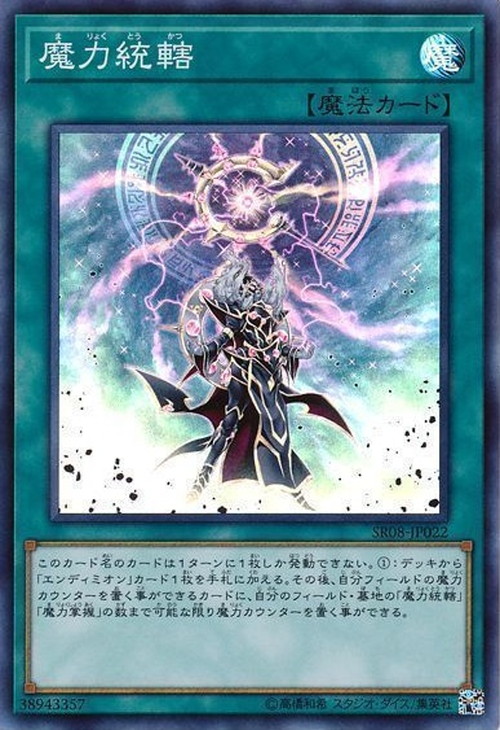 魔力統轄
魔
【魔法カード】
SR08-JP022
このカード名のカードは１ターンに１枚しか発動できない。①：デッキから
「エンディミオン」カード１枚を手札に加える。その後、自分フィールドの魔力
カウンターを置く事ができるカードに、自分のフィールド・墓地の「魔力統轄」
「魔力掌握」の数まで可能な限り魔力カウンターを置く事ができる。
38943357
©高橋和希 スタジオ・ダイス/集英社